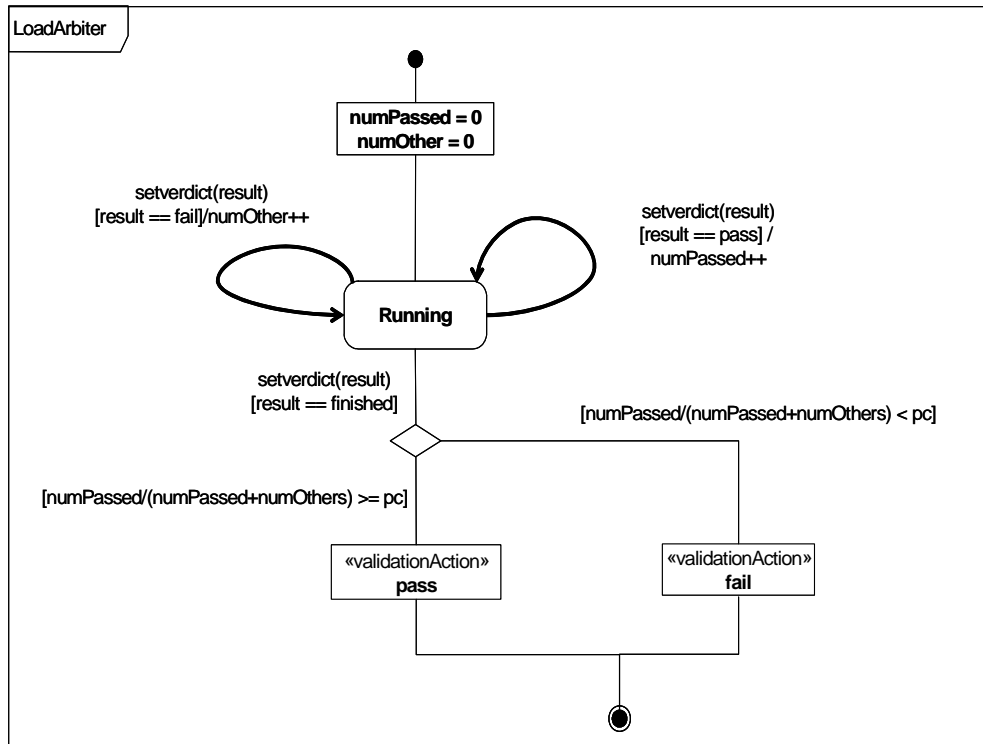 LoadArbiter
numPassed = 0
numOther = 0
setverdict(result)
[result == fail]/numOther++
setverdict(result)
[result == pass] /
numPassed++
Running
setverdict(result)
[result == finished]
[numPassed/(numPassed+numOthers) < pc]
[numPassed/(numPassed+numOthers) >= pc]
«validationAction»
pass
«validationAction»
fail